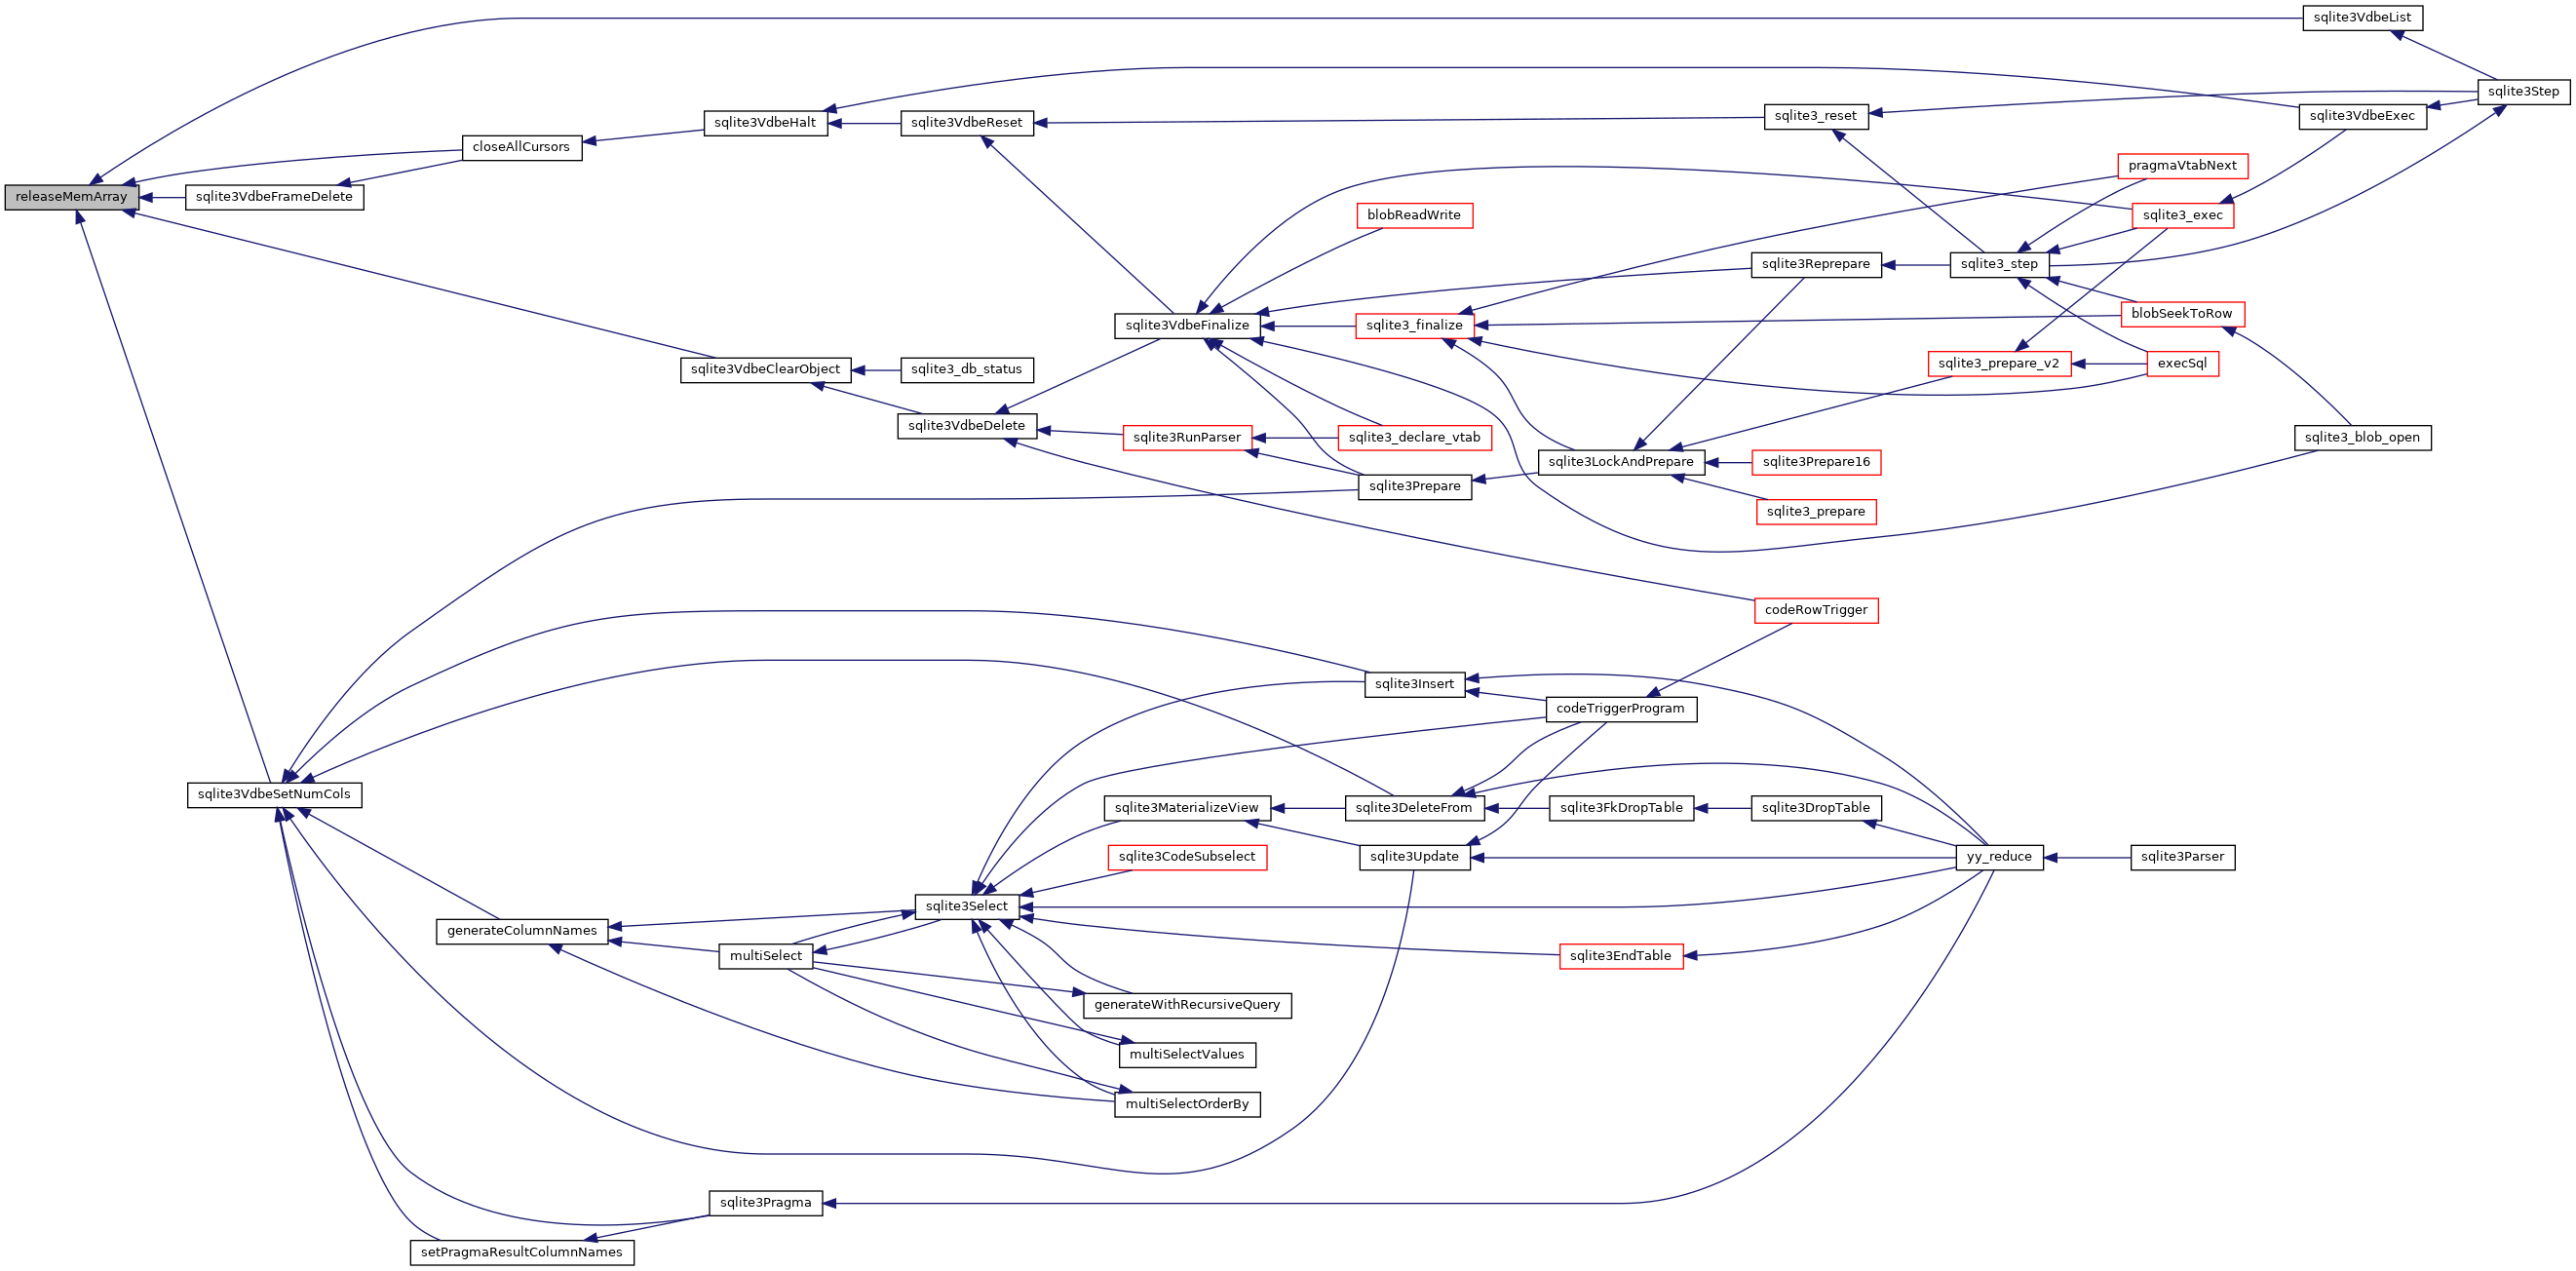 sqlite3VdbeList
sqlite3Step
sqlite3VdbeHalt
sqlite3VdbeReset
sqlite3_reset
sqlite3VdbeExec
closeAllCursors
pragmaVtabNext
releaseMemArray
sqlite3VdbeFrameDelete
blobReadWrite
sqlite3_exec
sqlite3Reprepare
sqlite3_step
sqlite3VdbeFinalize
sqlite3_finalize
blobSeekToRow
sqlite3VdbeClearObject
sqlite3_db_status
sqlite3_prepare_v2
execSql
sqlite3VdbeDelete
sqlite3RunParser
sqlite3_declare_vtab
sqlite3_blob_open
sqlite3LockAndPrepare
sqlite3Prepare16
sqlite3Prepare
sqlite3_prepare
codeRowTrigger
sqlite3Insert
codeTriggerProgram
sqlite3VdbeSetNumCols
sqlite3MaterializeView
sqlite3DeleteFrom
sqlite3FkDropTable
sqlite3DropTable
sqlite3CodeSubselect
sqlite3Update
yy_reduce
sqlite3Parser
sqlite3Select
generateColumnNames
multiSelect
sqlite3EndTable
generateWithRecursiveQuery
multiSelectValues
multiSelectOrderBy
sqlite3Pragma
setPragmaResultColumnNames